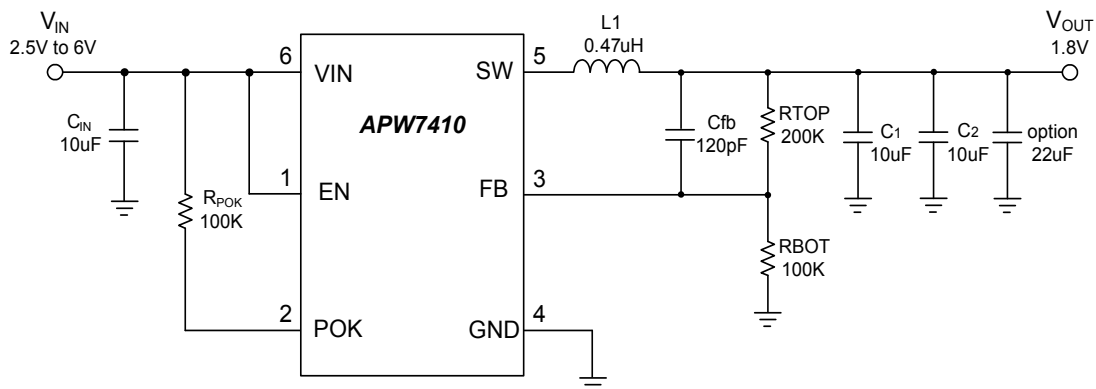 VIN
2.5V to 6V
CIN
10uF
RPOK
100K
6
1
2
VIN
EN
POK
APW7410
SW
FB
GND
5
3
4
L1
0.47uH
Cfb
120pF
RTOP
200K
RBOT
100K
C1
10uF
C2
10uF
option
22uF
VOUT
1.8V